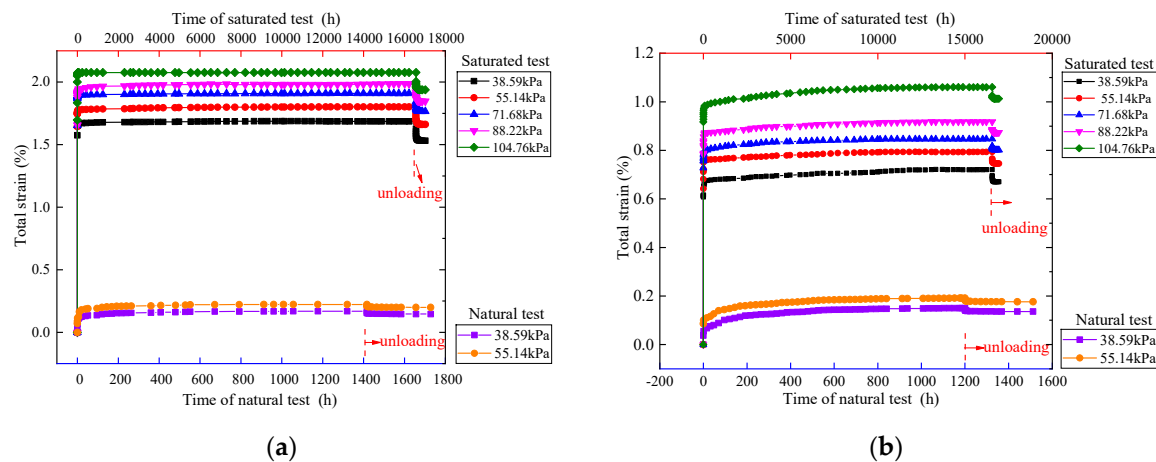 Time of saturated test (h)
0 2000 4000 6000 8000 10000 12000 14000 16000 18000
Total strain (%)
2.0
1.5
1.0
0.5
0.0
Saturated test
38.59kPa
55.14kPa
71.68kPa
88.22kPa
104.76kPa
unloading
Natural test
38.59kPa
55.14kPa
unloading
0 200 400 600 800 1000 1200 1400 1600 1800
Time of natural test (h)
(a)
Time of saturated test (h)
0 5000 10000 15000 20000
Total strain (%)
1.2
1.0
0.8
0.6
0.4
0.2
0.0
Saturated test
38.59kPa
55.14kPa
71.68kPa
88.22kPa
104.76kPa
unloading
Natural test
38.59kPa
55.14kPa
unloading
-200 0 200 400 600 800 1000 1200 1400 1600
Time of natural test (h)
(b)